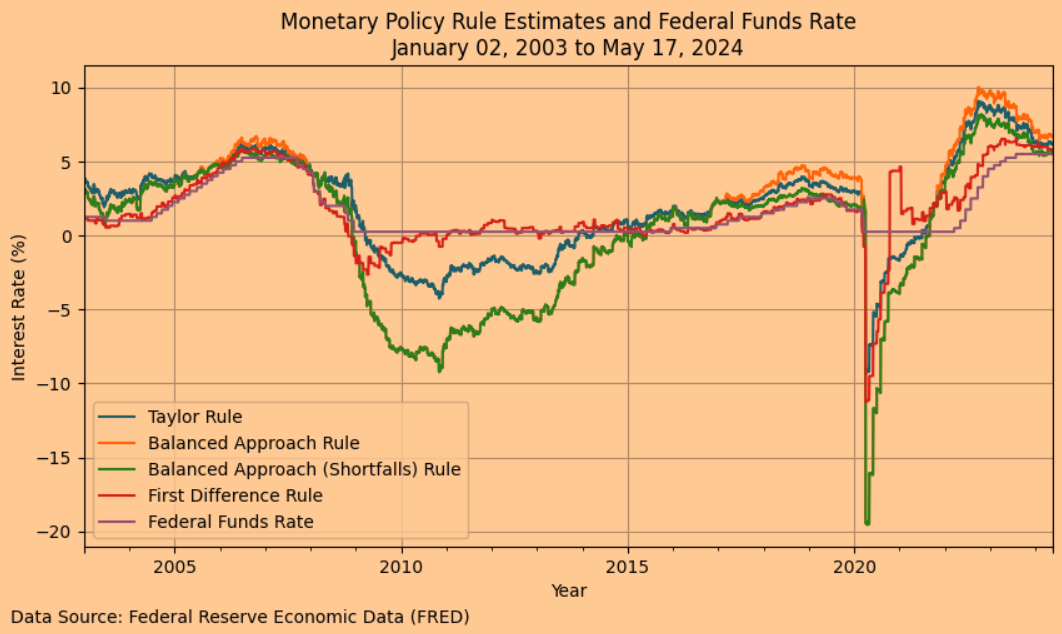 Monetary Policy Rule Estimates and Federal Funds Rate
January 02, 2003 to May 17, 2024
Interest Rate (%)
10
5
0
−5
−10
−15
−20
Taylor Rule
Balanced Approach Rule
Balanced Approach (Shortfalls) Rule
First Difference Rule
Federal Funds Rate
2005
2010
2015
2020
Year
Data Source: Federal Reserve Economic Data (FRED)